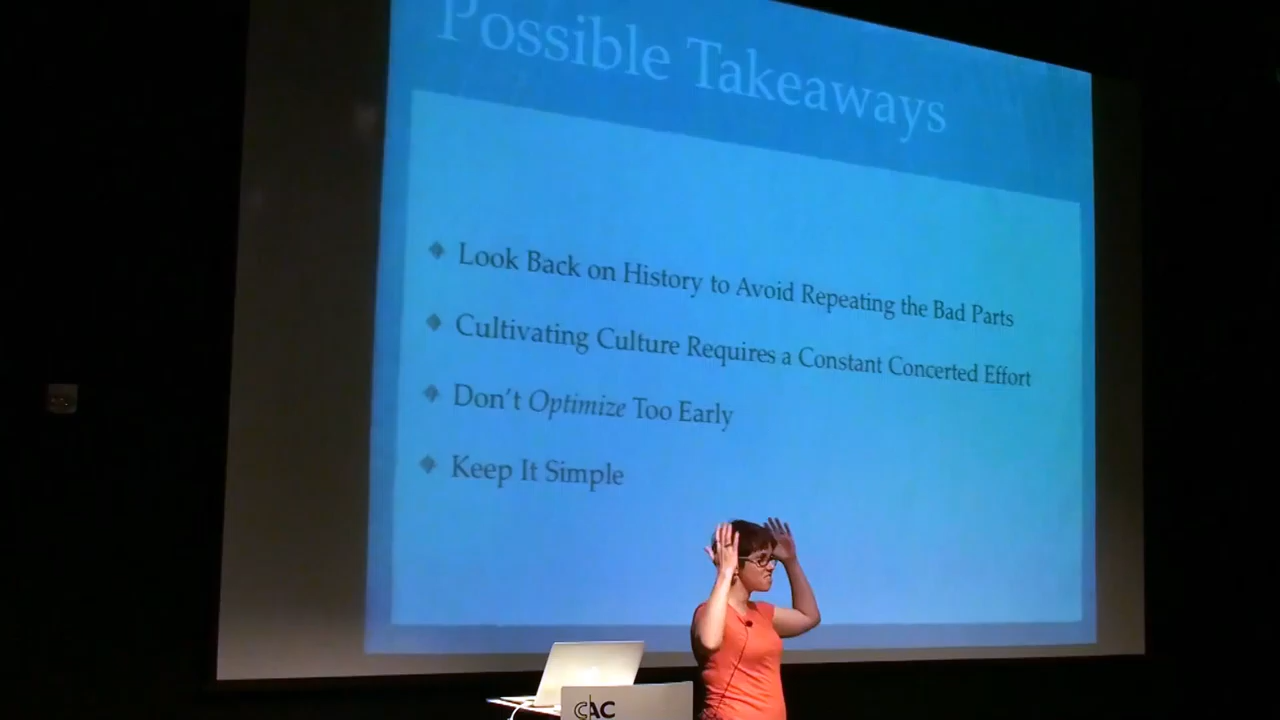 Possible Takeaways
Look Back on History to Avoid Repeating the Bad Parts
Cultivating Culture Requires a Constant Concerted Effort
Don't Optimize Too Early
Keep It Simple
CAC